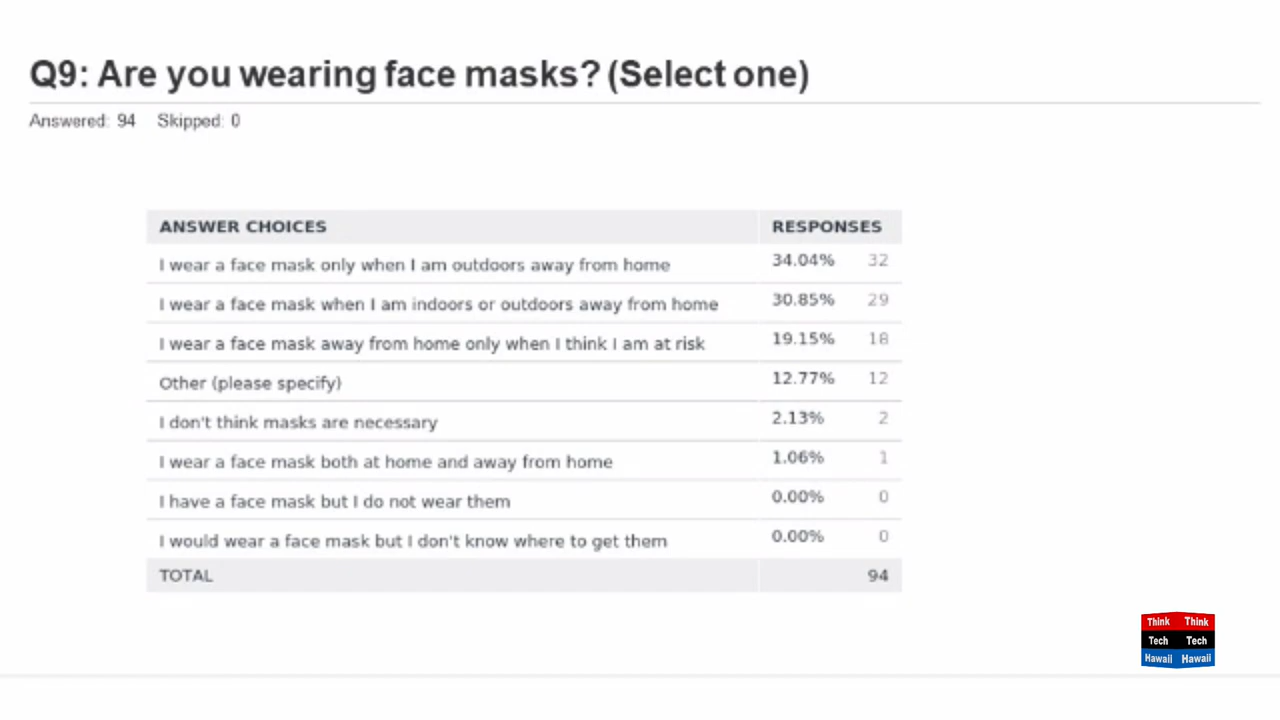 Q9: Are you wearing face masks? (Select one)
Answered: 94 Skipped: 0
ANSWER CHOICES RESPONSES
I wear a face mask only when I am outdoors away from home 34.04% 32
I wear a face mask when I am indoors or outdoors away from home 30.85% 29
I wear a face mask away from home only when I think I am at risk 19.15% 18
Other (please specify) 12.77% 12
I don't think masks are necessary 2.13% 2
I wear a face mask both at home and away from home 1.06% 1
I have a face mask but I do not wear them 0.00% 0
I would wear a face mask but I don't know where to get them 0.00% 0
TOTAL 94
Think Think
Tech Tech
Hawaii Hawaii